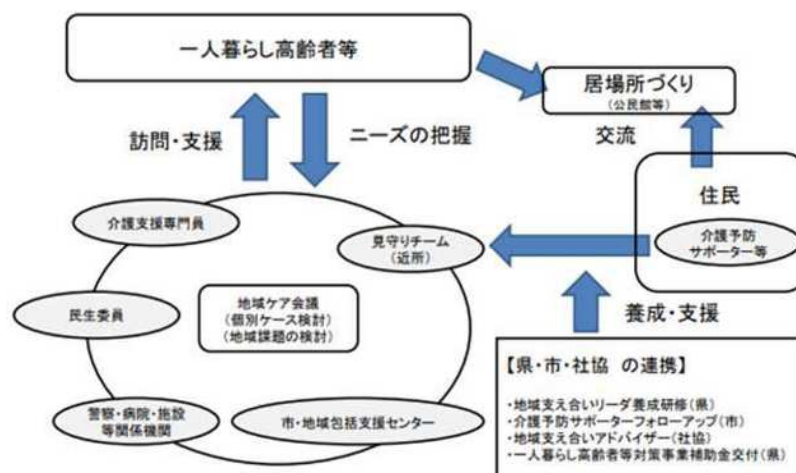 一人暮らし高齢者等
居場所づくり
(公民館等)
訪問・支援
ニーズの把握
交流
住民
介護予防
サポーター等
介護支援専門員
見守りチーム
(近所)
民生委員
地域ケア会議
(個別ケース検討)
(地域課題の検討)
養成・支援
警察・病院・施設
等関係機関
市・地域包括支援センター
【県・市・社協 の連携】
・地域支え合いリーダ養成研修(県)
・介護予防サポーターフォローアップ(市)
・地域支え合いアドバイザー(社協)
・一人暮らし高齢者等対策事業補助金交付(県)